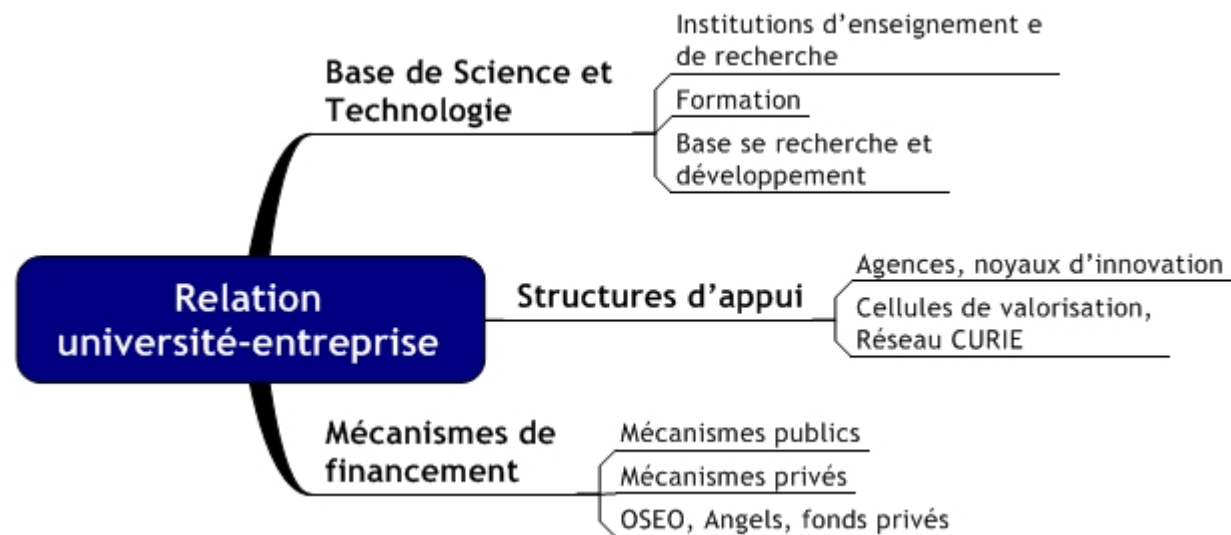 Institutions d’enseignement e
de recherche
Base de Science et
Technologie
Formation
Base se recherche et
développement
Relation
université-entreprise
Structures d’appui
Agences, noyaux d’innovation
Cellules de valorisation,
Réseau CURIE
Mécanismes de
financement
Mécanismes publics
Mécanismes privés
OSEO, Angels, fonds privés